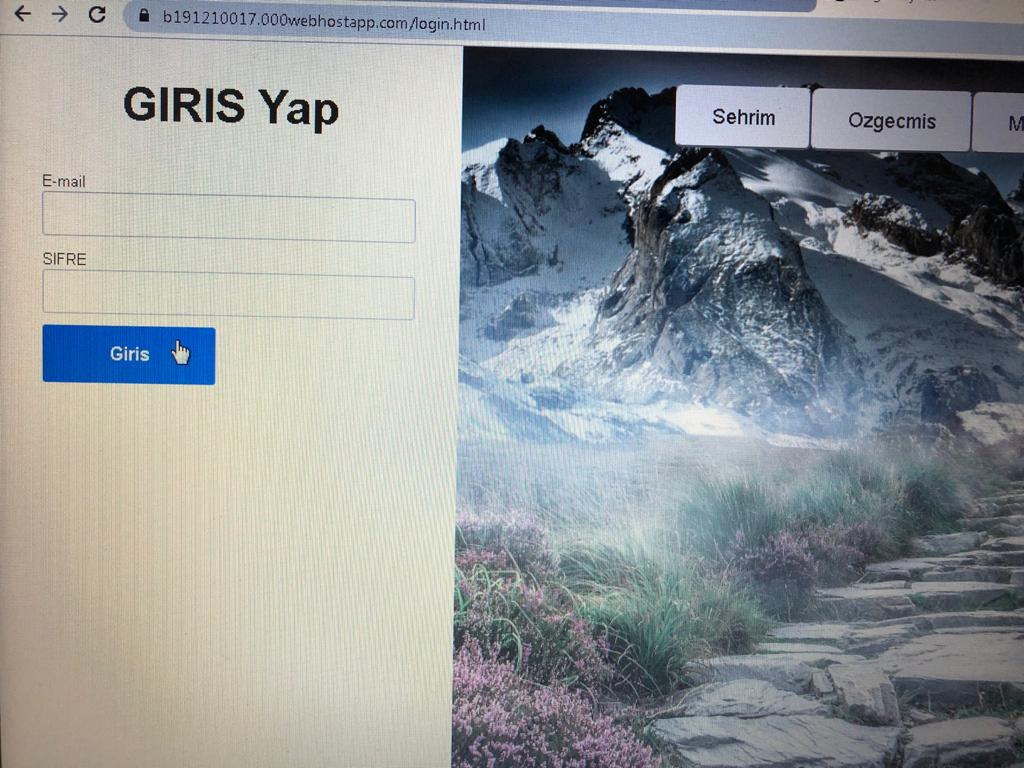 b191210017.000webhostapp.com/login.html
GIRIS Yap
Sehrim
Ozgecmis
M
E-mail
SIFRE
Giris